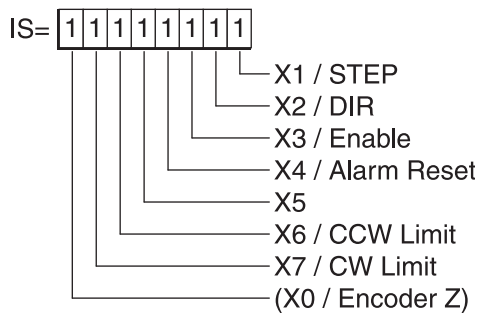 IS= 1 1 1 1 1 1 1 1
X1 / STEP
X2 / DIR
X3 / Enable
X4 / Alarm Reset
X5
X6 / CCW Limit
X7 / CW Limit
(X0 / Encoder Z)